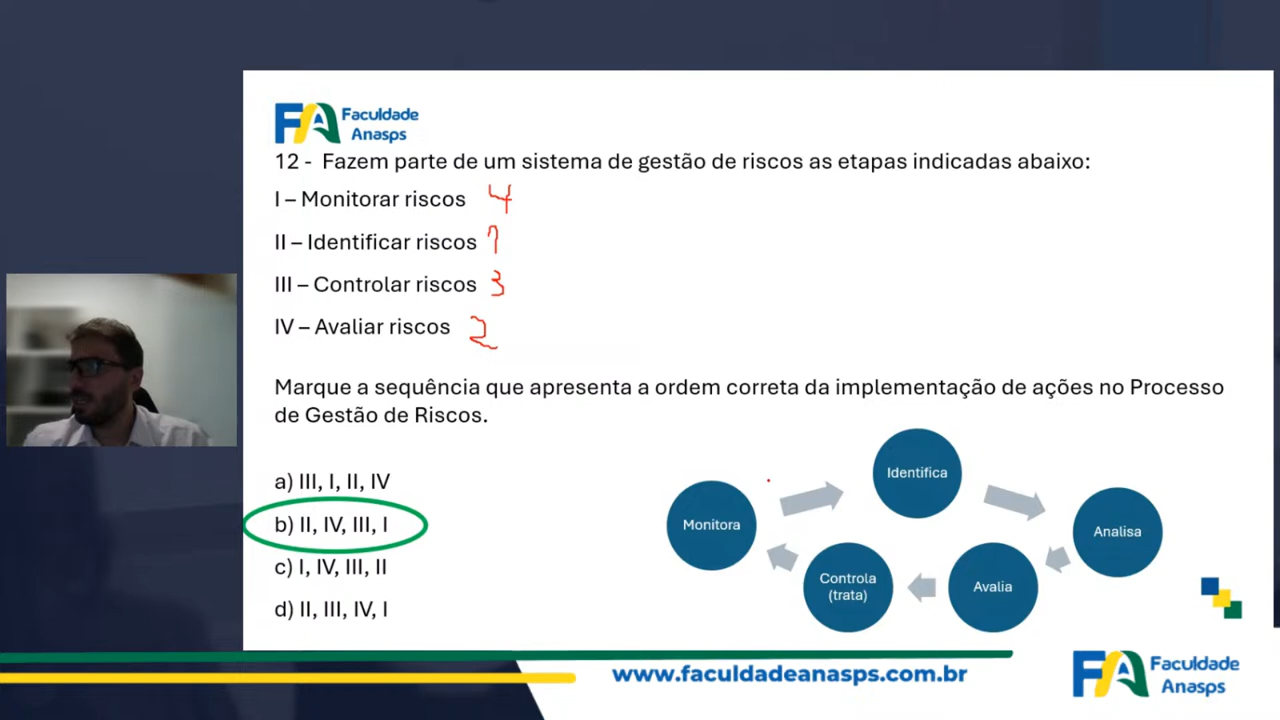 Faculdade
Anasps
12 - Fazem parte de um sistema de gestão de riscos as etapas indicadas abaixo:
I – Monitorar riscos 4
II – Identificar riscos 1
III – Controlar riscos 3
IV – Avaliar riscos 2
Marque a sequência que apresenta a ordem correta da implementação de ações no Processo
de Gestão de Riscos.
a) III, I, II, IV
b) II, IV, III, I
c) I, IV, III, II
d) II, III, IV, I
Identifica
Monitora
Analisa
Controla
(trata)
Avalia
www.faculdadeanasps.com.br
FA Faculdade
Anasps